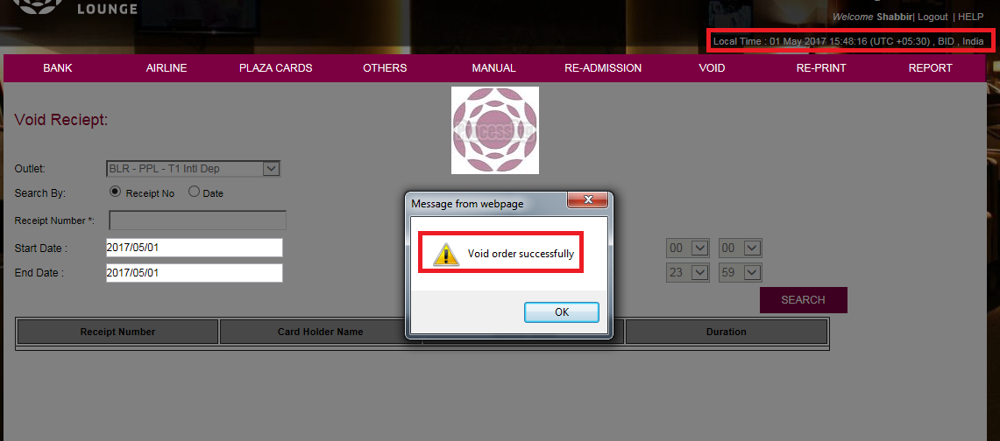 LOUNGE
Welcome Shabbir| Logout | HELP
Local Time : 01 May 2017 15:48:16 (UTC +05:30) , BID , India
BANK AIRLINE PLAZA CARDS OTHERS MANUAL RE-ADMISSION VOID RE-PRINT REPORT
Processing
Void Reciept:
Outlet: BLR - PPL - T1 Intl Dep
Search By: Receipt No Date
Message from webpage
Receipt Number *:
Start Date : 2017/05/01 00 00
Void order successfully
End Date : 2017/05/01 23 59
SEARCH
OK
Receipt Number Card Holder Name Duration